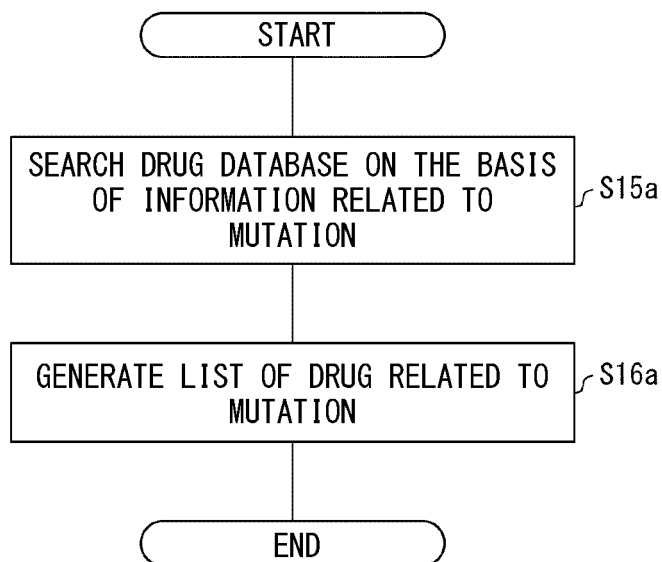 START
SEARCH DRUG DATABASE ON THE BASIS
OF INFORMATION RELATED TO
MUTATION
S15a
GENERATE LIST OF DRUG RELATED TO
MUTATION
S16a
END